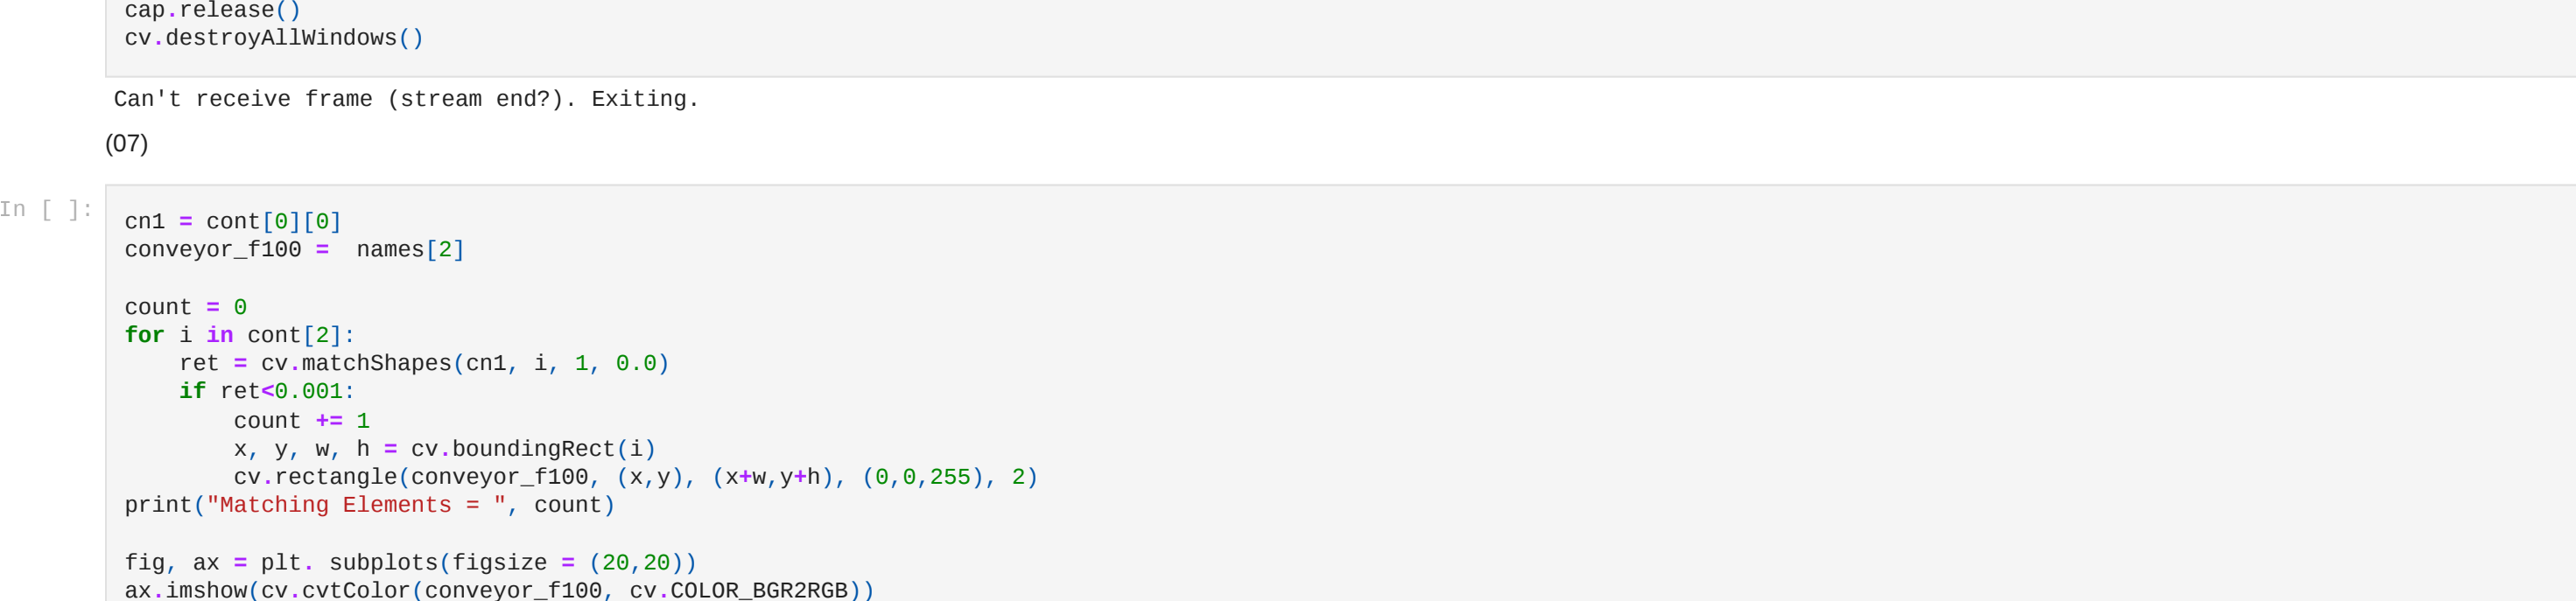 cap.release()
cv.destroyAllWindows()
Can't receive frame (stream end?). Exiting.
(07)
In [ ]:
cn1 = cont[0][0]
conveyor_f100 =  names[2]
count = 0
for i in cont[2]:
    ret = cv.matchShapes(cn1, i, 1, 0.0)
    if ret<0.001:
        count += 1
        x, y, w, h = cv.boundingRect(i)
        cv.rectangle(conveyor_f100, (x,y), (x+w,y+h), (0,0,255), 2)
print("Matching Elements = ", count)
fig, ax = plt. subplots(figsize = (20,20))
ax.imshow(cv.cvtColor(conveyor_f100, cv.COLOR_BGR2RGB))